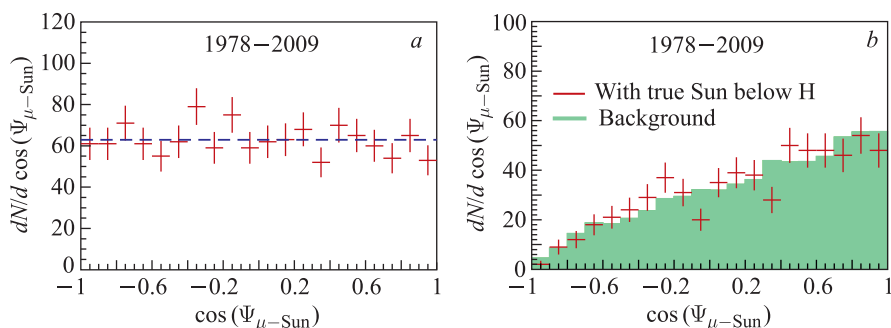 1978–2009
a
dN/d cos (Ψμ–Sun)
120
100
80
60
40
20
0
−1 −0.6 −0.2 0.2 0.6 1
cos (Ψμ–Sun)
1978–2009
b
With true Sun below H
Background
dN/d cos (Ψμ–Sun)
100
80
60
40
20
0
−1 −0.6 −0.2 0.2 0.6 1
cos (Ψμ–Sun)